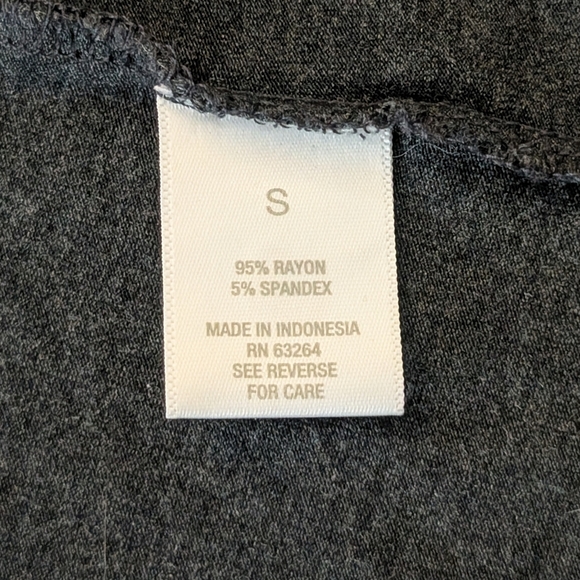 S
95% RAYON
5% SPANDEX
MADE IN INDONESIA
RN 63264
SEE REVERSE
FOR CARE